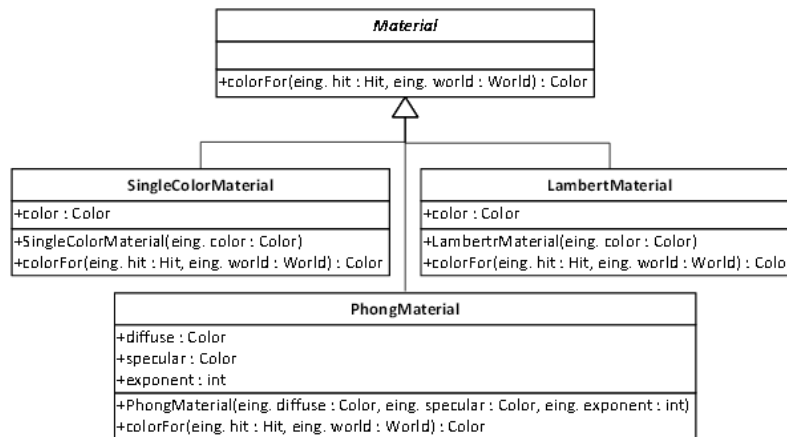 Material
+colorFor(eing. hit : Hit, eing. world : World) : Color
SingleColorMaterial
+color : Color
+SingleColorMaterial(eing. color : Color)
+colorFor(eing. hit : Hit, eing. world : World) : Color
LambertMaterial
+color : Color
+LambertrMaterial(eing. color : Color)
+colorFor(eing. hit : Hit, eing. world : World) : Color
PhongMaterial
+diffuse : Color
+specular : Color
+exponent : int
+PhongMaterial(eing. diffuse : Color, eing. specular : Color, eing. exponent : int)
+colorFor(eing. hit : Hit, eing. world : World) : Color